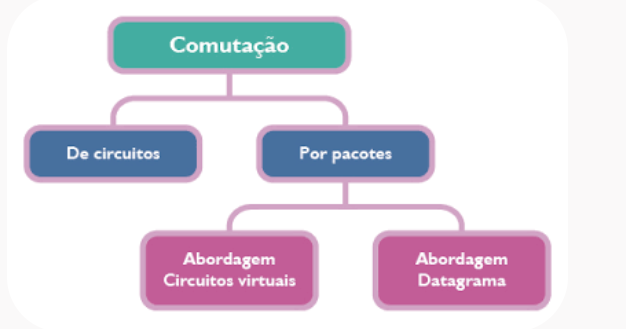 Comutação
De circuitos
Por pacotes
Abordagem
Circuitos virtuais
Abordagem
Datagrama